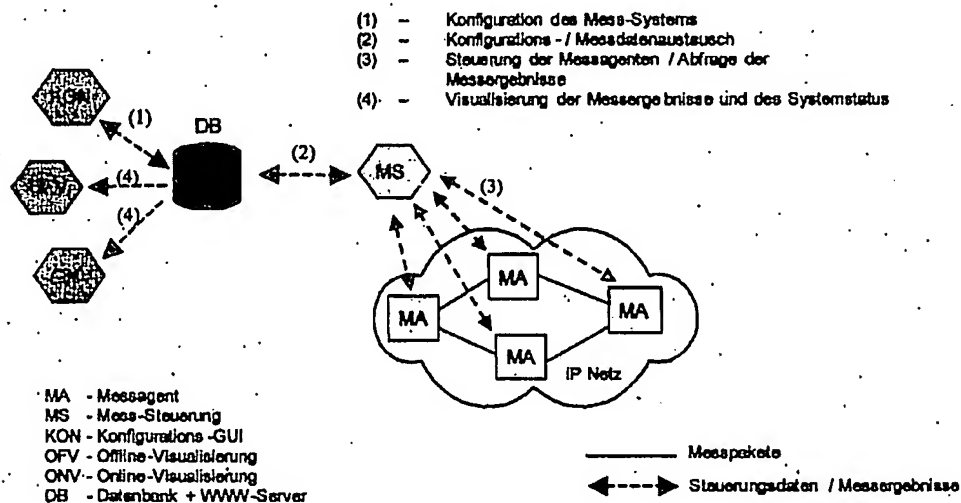 (1) – Konfiguration des Mess-Systems
(2) – Konfigurations - / Messdatenaustausch
(3) – Steuerung der Messagenten / Abfrage der
Messergebnisse
(4) – Visualisierung der Messergebnisse und des Systemstatus
KON
(1)
DB
(2)
MS
(3)
(4)
(4)
MA
MA
MA
MA
IP Netz
MA - Messagent
MS - Mess-Steuerung
KON - Konfigurations -GUI
OFV - Offline-Visualisierung
ONV - Online-Visualisierung
DB - Datenbank + WWW-Server
Messpakete
Steuerungsdaten / Messergebnisse